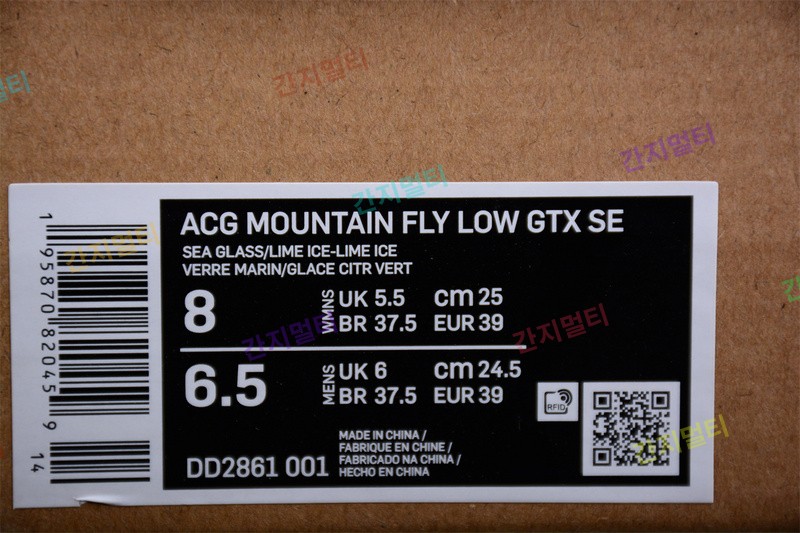 ACG MOUNTAIN FLY LOW GTX SE
SEA GLASS/LIME ICE-LIME ICE
VERRE MARIN/GLACE CITR VERT
8
WMNS
UK 5.5 cm 25
BR 37.5 EUR 39
6.5
MENS
UK 6 cm 24.5
BR 37.5 EUR 39
RFID
DD2861 001
MADE IN CHINA /
FABRIQUE EN CHINE /
FABRICADO NA CHINA /
HECHO EN CHINA
1 95870 82045 9
14
간지멀티
간지멀티
간지멀티
간지멀티
간지멀티
간지멀티
간지멀티